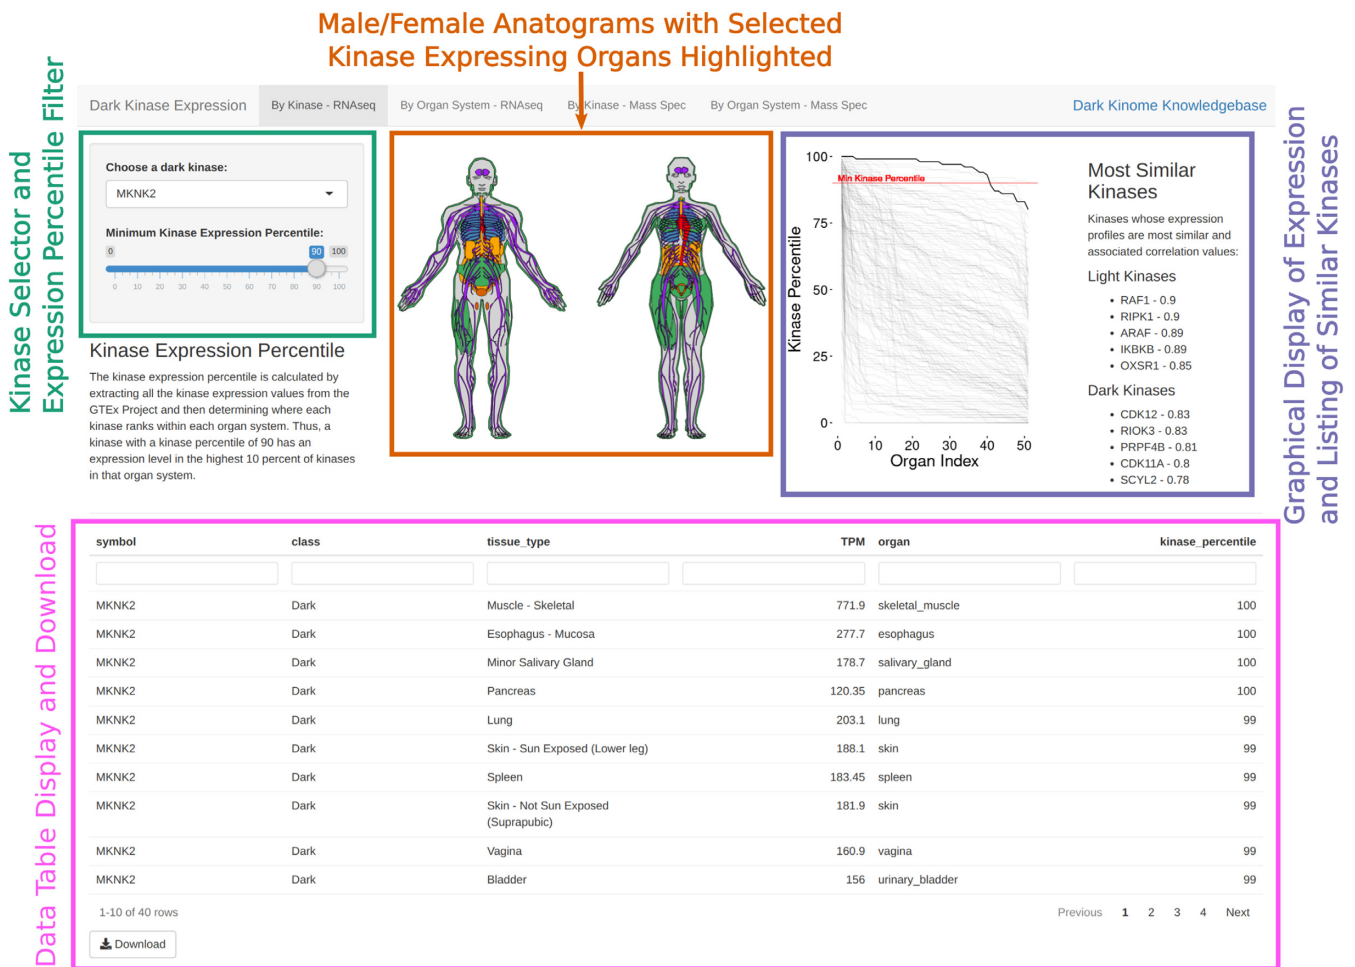 Male/Female Anatograms with Selected
Kinase Expressing Organs Highlighted
Kinase Selector and
Expression Percentile Filter
Dark Kinase Expression
By Kinase - RNAseq
By Organ System - RNAseq
By Kinase - Mass Spec
By Organ System - Mass Spec
Dark Kinome Knowledgebase
Choose a dark kinase:
MKNK2
Minimum Kinase Expression Percentile:
0 90 100
0 10 20 30 40 50 60 70 80 90 100
Kinase Expression Percentile
The kinase expression percentile is calculated by
extracting all the kinase expression values from the
GTEx Project and then determining where each
kinase ranks within each organ system. Thus, a
kinase with a kinase percentile of 90 has an
expression level in the highest 10 percent of kinases
in that organ system.
Kinase Percentile
100
75
50
25
0
Min Kinase Percentile
0 10 20 30 40 50
Organ Index
Most Similar
Kinases
Kinases whose expression
profiles are most similar and
associated correlation values:
Light Kinases
• RAF1 - 0.9
• RIPK1 - 0.9
• ARAF - 0.89
• IKBKB - 0.89
• OXSR1 - 0.85
Dark Kinases
• CDK12 - 0.83
• RIOK3 - 0.83
• PRPF4B - 0.81
• CDK11A - 0.8
• SCYL2 - 0.78
Graphical Display of Expression
and Listing of Similar Kinases
Data Table Display and Download
symbol class tissue_type TPM organ kinase_percentile
MKNK2 Dark Muscle - Skeletal 771.9 skeletal_muscle 100
MKNK2 Dark Esophagus - Mucosa 277.7 esophagus 100
MKNK2 Dark Minor Salivary Gland 178.7 salivary_gland 100
MKNK2 Dark Pancreas 120.35 pancreas 100
MKNK2 Dark Lung 203.1 lung 99
MKNK2 Dark Skin - Sun Exposed (Lower leg) 188.1 skin 99
MKNK2 Dark Spleen 183.45 spleen 99
MKNK2 Dark Skin - Not Sun Exposed 181.9 skin 99
(Suprapubic)
MKNK2 Dark Vagina 160.9 vagina 99
MKNK2 Dark Bladder 156 urinary_bladder 99
1-10 of 40 rows
Previous 1 2 3 4 Next
Download